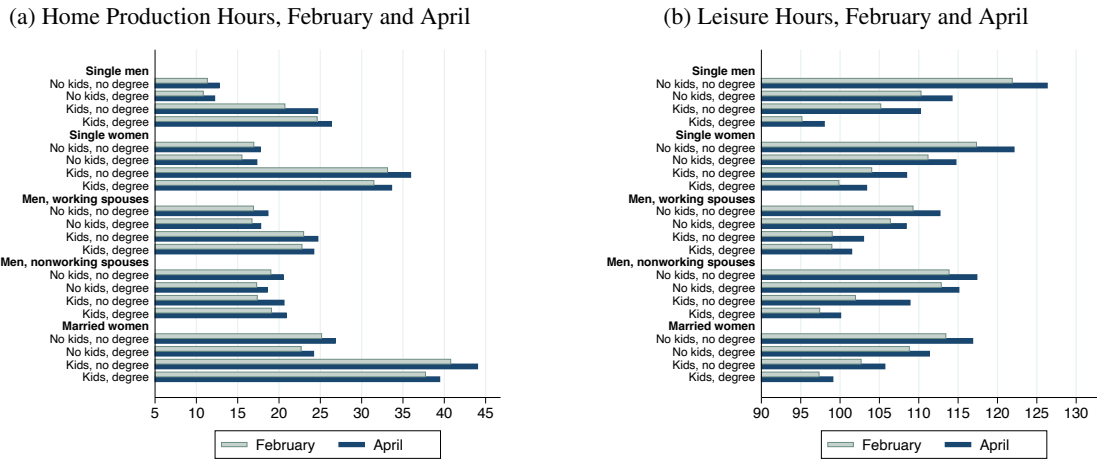 (a) Home Production Hours, February and April
Single men
No kids, no degree
No kids, degree
Kids, no degree
Kids, degree
Single women
No kids, no degree
No kids, degree
Kids, no degree
Kids, degree
Men, working spouses
No kids, no degree
No kids, degree
Kids, no degree
Kids, degree
Men, nonworking spouses
No kids, no degree
No kids, degree
Kids, no degree
Kids, degree
Married women
No kids, no degree
No kids, degree
Kids, no degree
Kids, degree
5 10 15 20 25 30 35 40 45
February April
(b) Leisure Hours, February and April
Single men
No kids, no degree
No kids, degree
Kids, no degree
Kids, degree
Single women
No kids, no degree
No kids, degree
Kids, no degree
Kids, degree
Men, working spouses
No kids, no degree
No kids, degree
Kids, no degree
Kids, degree
Men, nonworking spouses
No kids, no degree
No kids, degree
Kids, no degree
Kids, degree
Married women
No kids, no degree
No kids, degree
Kids, no degree
Kids, degree
90 95 100 105 110 115 120 125 130
February April